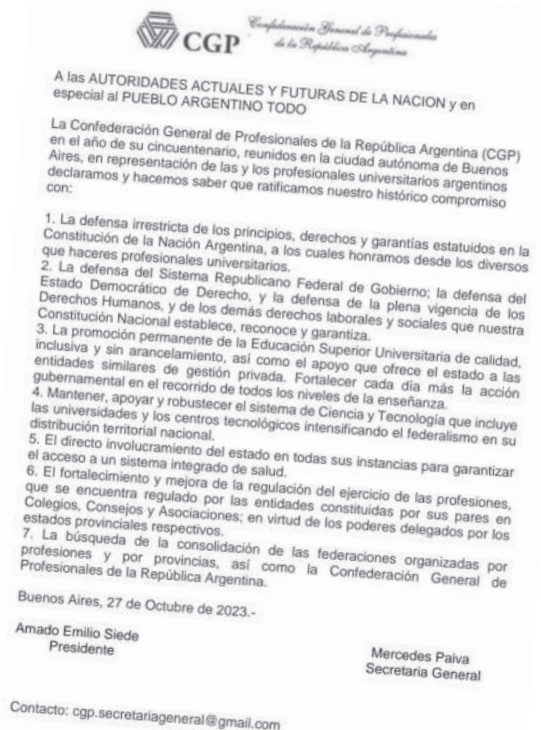 CGP
Confederación General de Profesionales
de la República Argentina
A las AUTORIDADES ACTUALES Y FUTURAS DE LA NACION y en
especial al PUEBLO ARGENTINO TODO
La Confederación General de Profesionales de la República Argentina (CGP)
en el año de su cincuentenario, reunidos en la ciudad autónoma de Buenos
Aires, en representación de las y los profesionales universitarios argentinos
declaramos y hacemos saber que ratificamos nuestro histórico compromiso
con:
1. La defensa irrestricta de los principios, derechos y garantías estatuidos en la
Constitución de la Nación Argentina, a los cuales honramos desde los diversos
que haceres profesionales universitarios.
2. La defensa del Sistema Republicano Federal de Gobierno; la defensa del
Estado Democrático de Derecho, y la defensa de la plena vigencia de los
Derechos Humanos, y de los demás derechos laborales y sociales que nuestra
Constitución Nacional establece, reconoce y garantiza.
3. La promoción permanente de la Educación Superior Universitaria de calidad,
inclusiva y sin arancelamiento, así como el apoyo que ofrece el estado a las
entidades similares de gestión privada. Fortalecer cada día más la acción
gubernamental en el recorrido de todos los niveles de la enseñanza.
4. Mantener, apoyar y robustecer el sistema de Ciencia y Tecnología que incluye
las universidades y los centros tecnológicos intensificando el federalismo en su
distribución territorial nacional.
5. El directo involucramiento del estado en todas sus instancias para garantizar
el acceso a un sistema integrado de salud.
6. El fortalecimiento y mejora de la regulación del ejercicio de las profesiones,
que se encuentra regulado por las entidades constituidas por sus pares en
Colegios, Consejos y Asociaciones; en virtud de los poderes delegados por los
estados provinciales respectivos.
7. La búsqueda de la consolidación de las federaciones organizadas por
profesiones y por provincias, así como la Confederación General de
Profesionales de la República Argentina.
Buenos Aires, 27 de Octubre de 2023.-
Amado Emilio Siede
Presidente
Mercedes Paiva
Secretaria General
Contacto: cgp.secretariageneral@gmail.com